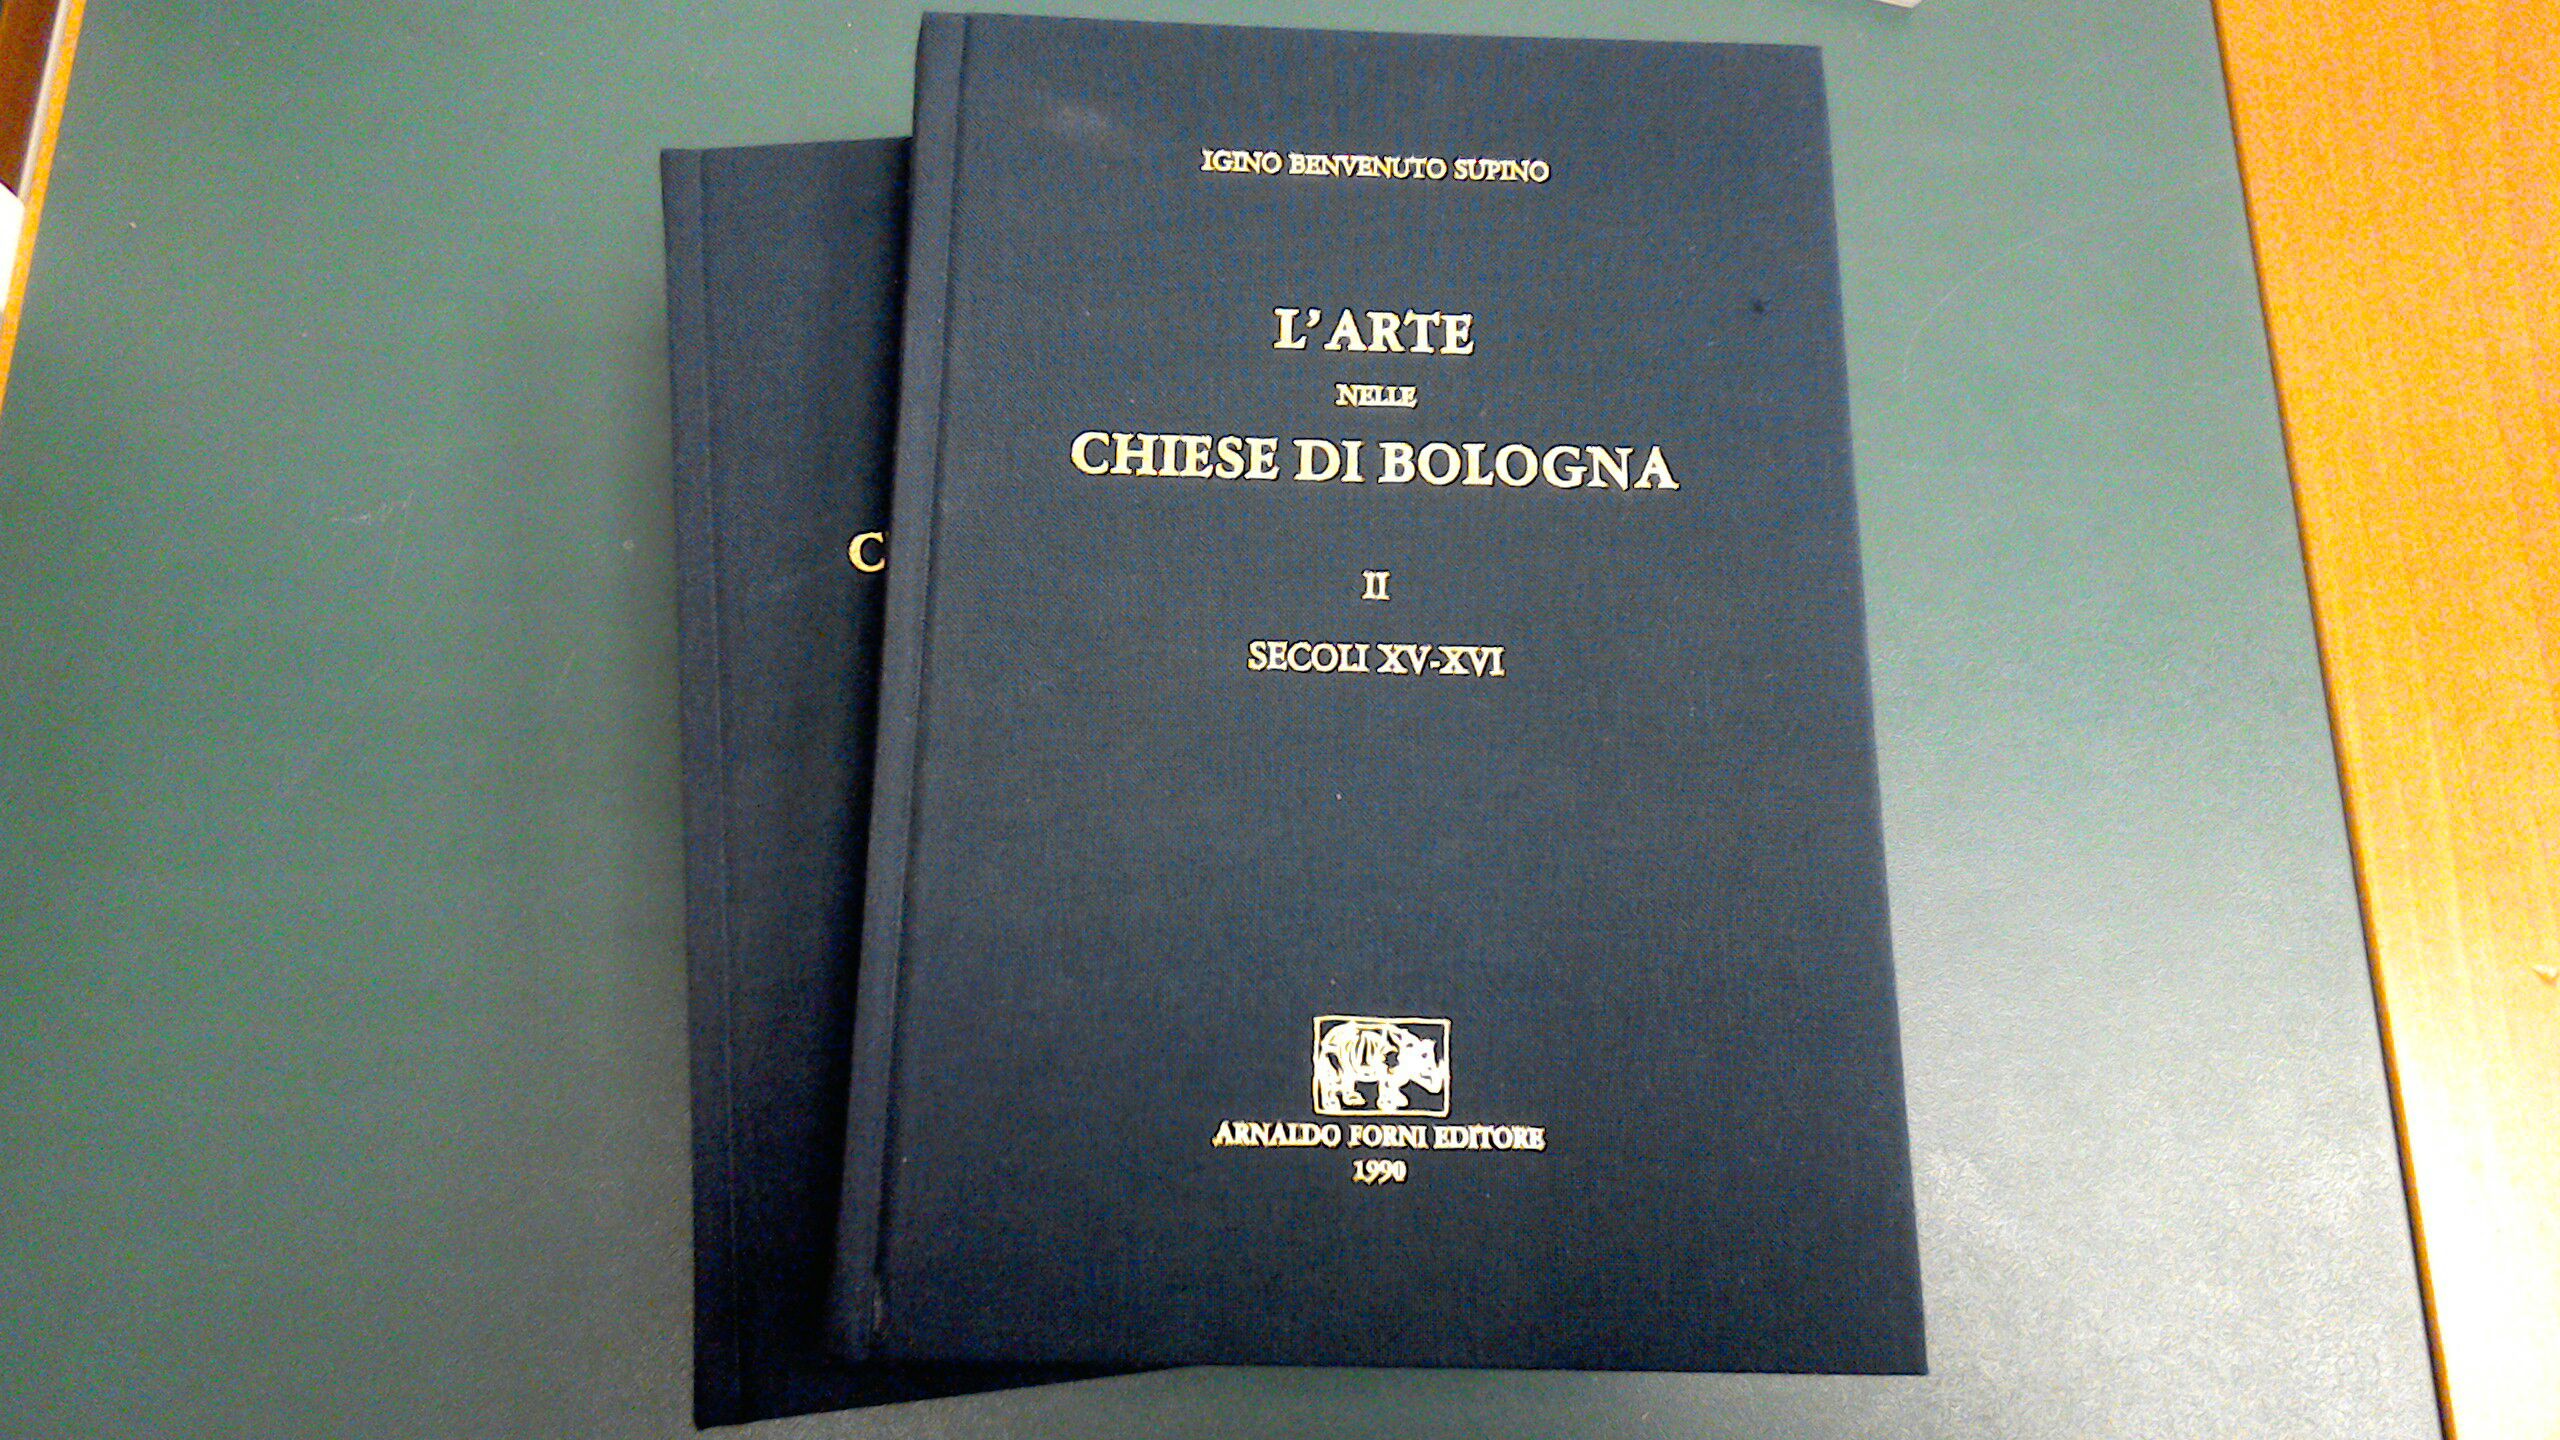 IGINO BENVENUTO SUPINO
L'ARTE
NELLE
CHIESE DI BOLOGNA
II
SECOLI XV-XVI
ARNALDO FORNI EDITORE
1990
C